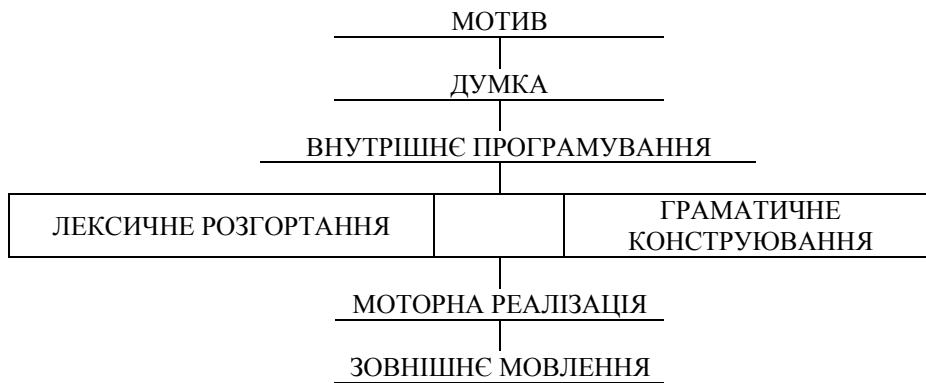 МОТИВ
ДУМКА
ВНУТРІШНЄ ПРОГРАМУВАННЯ
ЛЕКСИЧНЕ РОЗГОРТАННЯ
ГРАМАТИЧНЕ
КОНСТРУЮВАННЯ
МОТОРНА РЕАЛІЗАЦІЯ
ЗОВНІШНЄ МОВЛЕННЯ